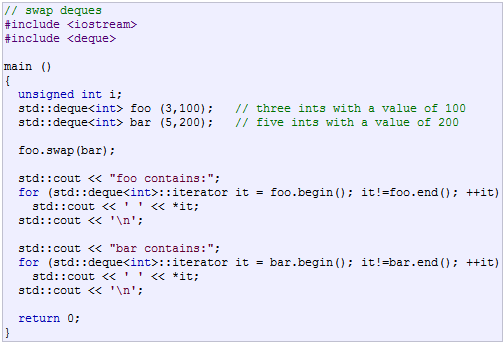 // swap deques
#include <iostream>
#include <deque>
main ()
{
unsigned int i;
std::deque<int> foo (3,100);   // three ints with a value of 100
std::deque<int> bar (5,200);   // five ints with a value of 200
foo.swap(bar);
std::cout << "foo contains:";
for (std::deque<int>::iterator it = foo.begin(); it!=foo.end(); ++it)
std::cout << ' ' << *it;
std::cout << '\n';
std::cout << "bar contains:";
for (std::deque<int>::iterator it = bar.begin(); it!=bar.end(); ++it)
std::cout << ' ' << *it;
std::cout << '\n';
return 0;
}